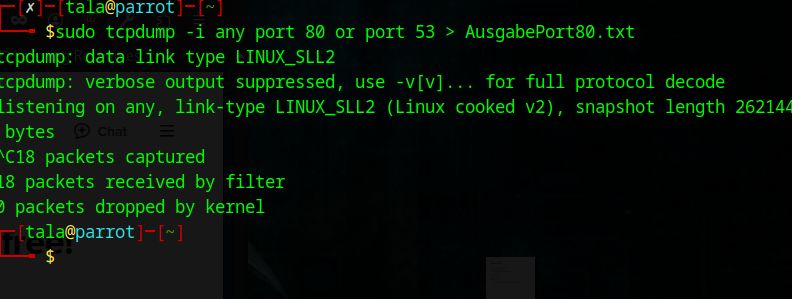 ┌─[✗]─[tala@parrot]─[~]
└──╼ $sudo tcpdump -i any port 80 or port 53 > AusgabePort80.txt
tcpdump: data link type LINUX_SLL2
tcpdump: verbose output suppressed, use -v[v]... for full protocol decode
listening on any, link-type LINUX_SLL2 (Linux cooked v2), snapshot length 262144
bytes
Chat
^C18 packets captured
18 packets received by filter
0 packets dropped by kernel
┌─[tala@parrot]─[~]
free!
└──╼ $